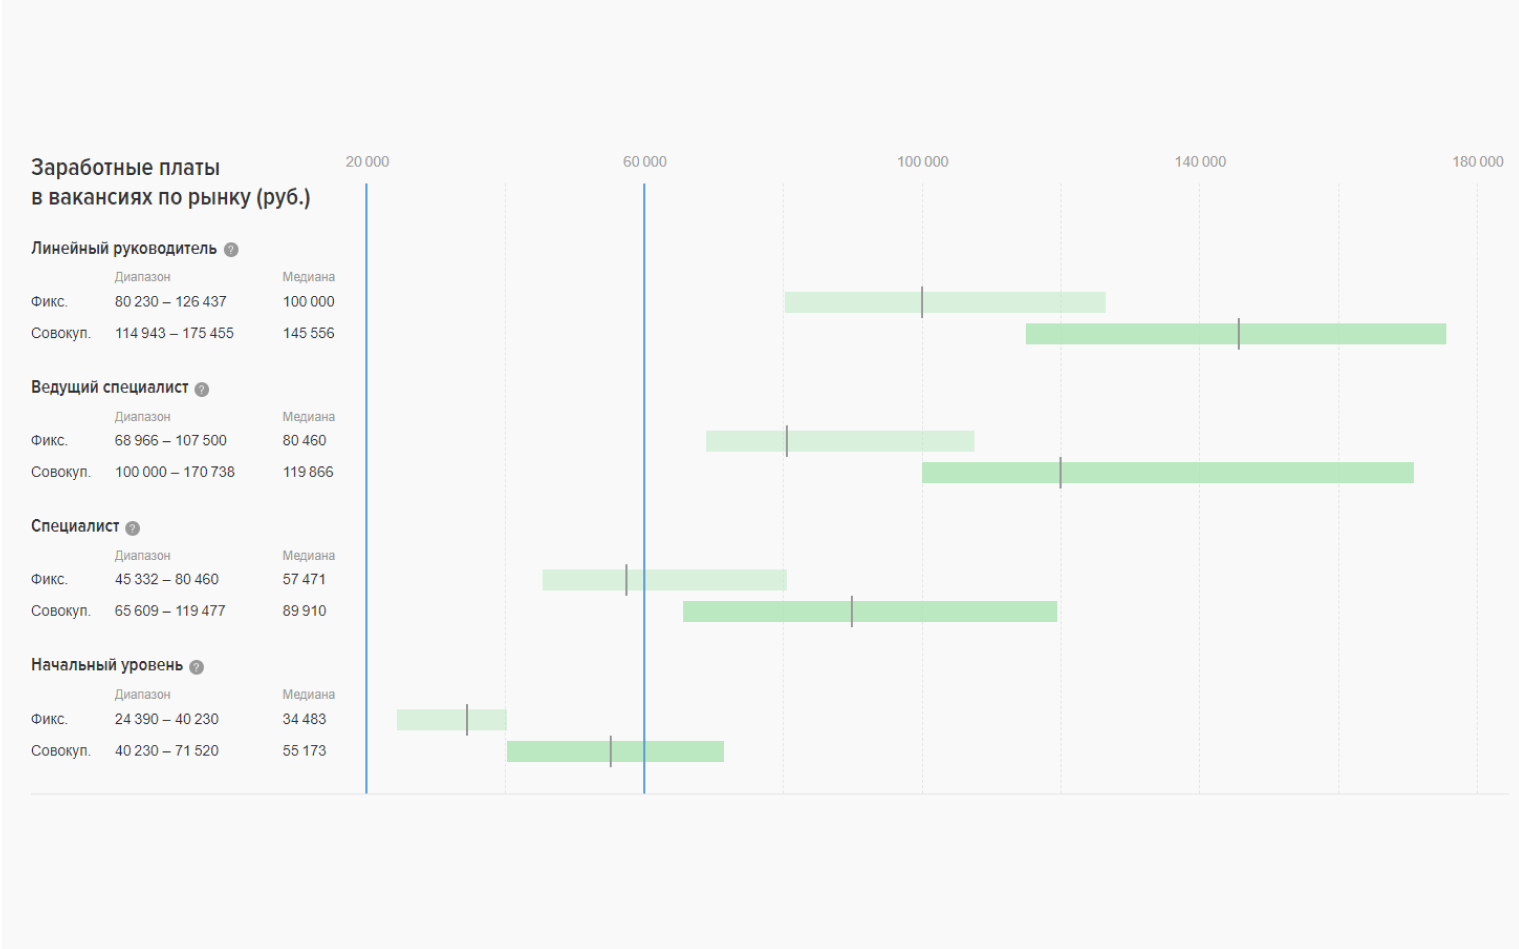 Заработные платы
в вакансиях по рынку (руб.)
20 000 60 000 100 000 140 000 180 000
Линейный руководитель ?
Диапазон Медиана
Фикс. 80 230 – 126 437 100 000
Совокуп. 114 943 – 175 455 145 556
Ведущий специалист ?
Диапазон Медиана
Фикс. 68 966 – 107 500 80 460
Совокуп. 100 000 – 170 738 119 866
Специалист ?
Диапазон Медиана
Фикс. 45 332 – 80 460 57 471
Совокуп. 65 609 – 119 477 89 910
Начальный уровень ?
Диапазон Медиана
Фикс. 24 390 – 40 230 34 483
Совокуп. 40 230 – 71 520 55 173